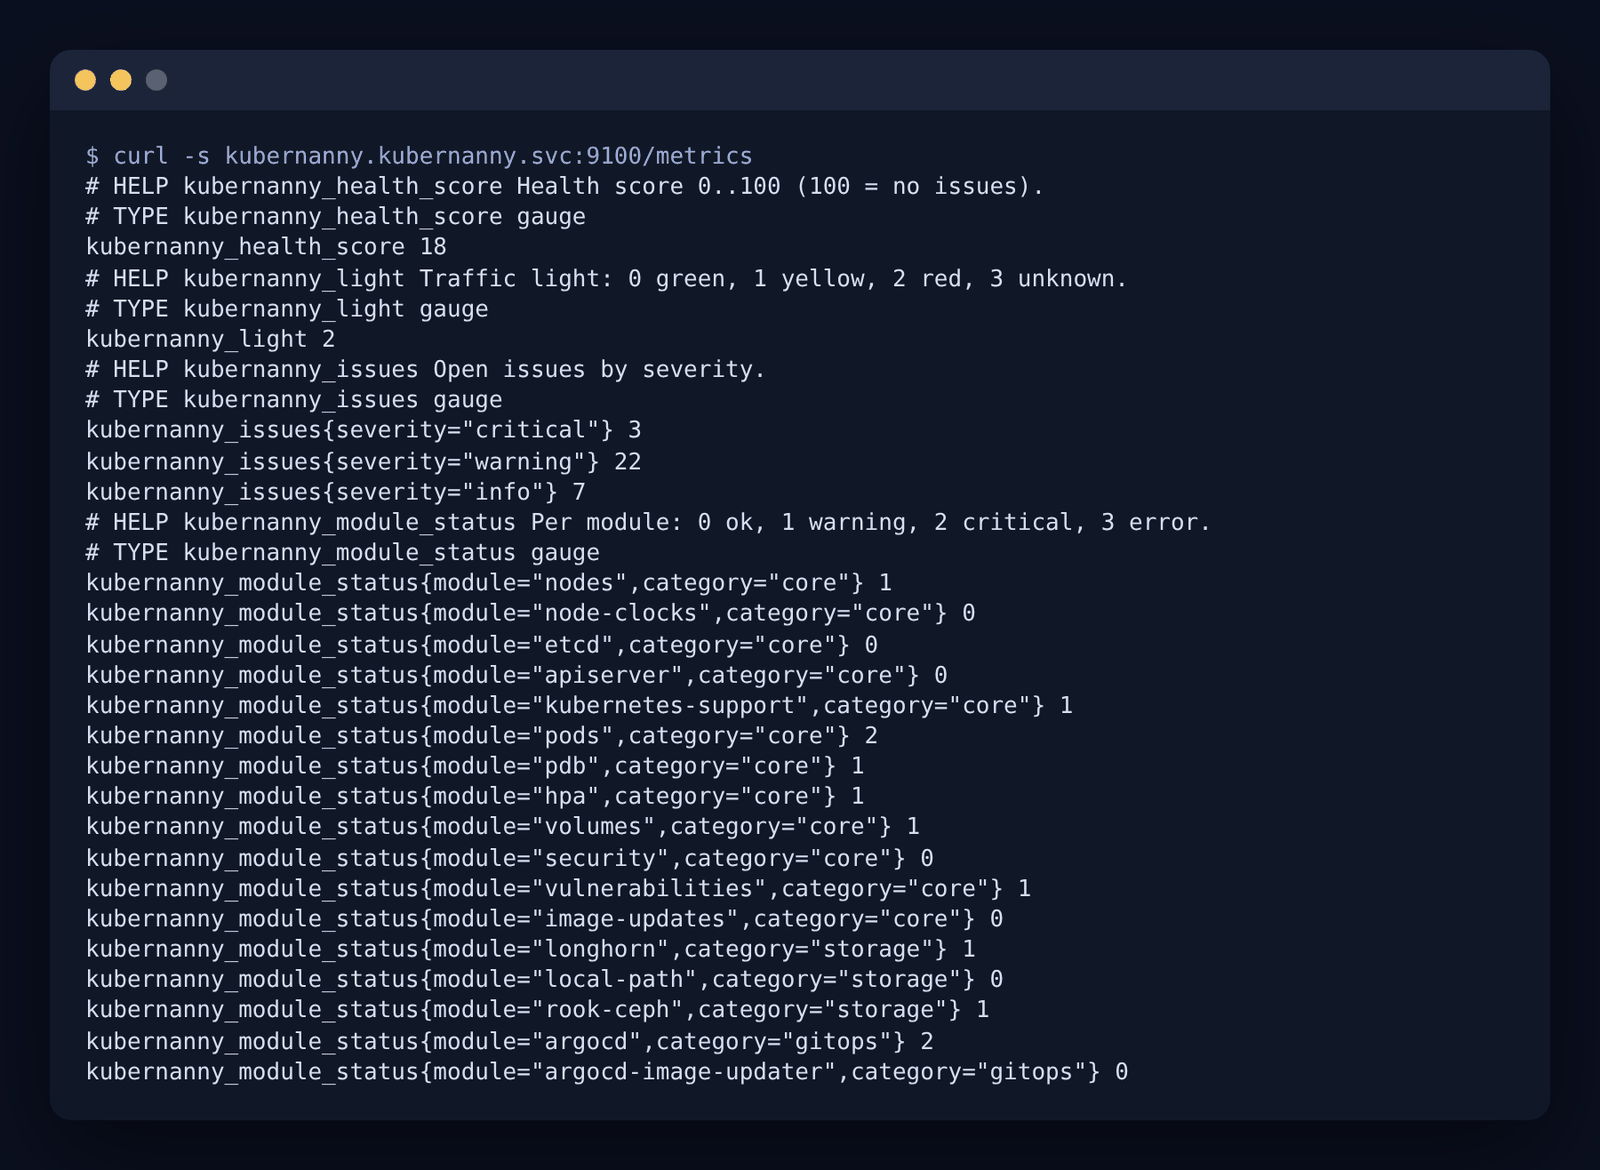 $ curl -s kubernanny.kubernanny.svc:9100/metrics
# HELP kubernanny_health_score Health score 0..100 (100 = no issues).
# TYPE kubernanny_health_score gauge
kubernanny_health_score 18
# HELP kubernanny_light Traffic light: 0 green, 1 yellow, 2 red, 3 unknown.
# TYPE kubernanny_light gauge
kubernanny_light 2
# HELP kubernanny_issues Open issues by severity.
# TYPE kubernanny_issues gauge
kubernanny_issues{severity="critical"} 3
kubernanny_issues{severity="warning"} 22
kubernanny_issues{severity="info"} 7
# HELP kubernanny_module_status Per module: 0 ok, 1 warning, 2 critical, 3 error.
# TYPE kubernanny_module_status gauge
kubernanny_module_status{module="nodes",category="core"} 1
kubernanny_module_status{module="node-clocks",category="core"} 0
kubernanny_module_status{module="etcd",category="core"} 0
kubernanny_module_status{module="apiserver",category="core"} 0
kubernanny_module_status{module="kubernetes-support",category="core"} 1
kubernanny_module_status{module="pods",category="core"} 2
kubernanny_module_status{module="pdb",category="core"} 1
kubernanny_module_status{module="hpa",category="core"} 1
kubernanny_module_status{module="volumes",category="core"} 1
kubernanny_module_status{module="security",category="core"} 0
kubernanny_module_status{module="vulnerabilities",category="core"} 1
kubernanny_module_status{module="image-updates",category="core"} 0
kubernanny_module_status{module="longhorn",category="storage"} 1
kubernanny_module_status{module="local-path",category="storage"} 0
kubernanny_module_status{module="rook-ceph",category="storage"} 1
kubernanny_module_status{module="argocd",category="gitops"} 2
kubernanny_module_status{module="argocd-image-updater",category="gitops"} 0